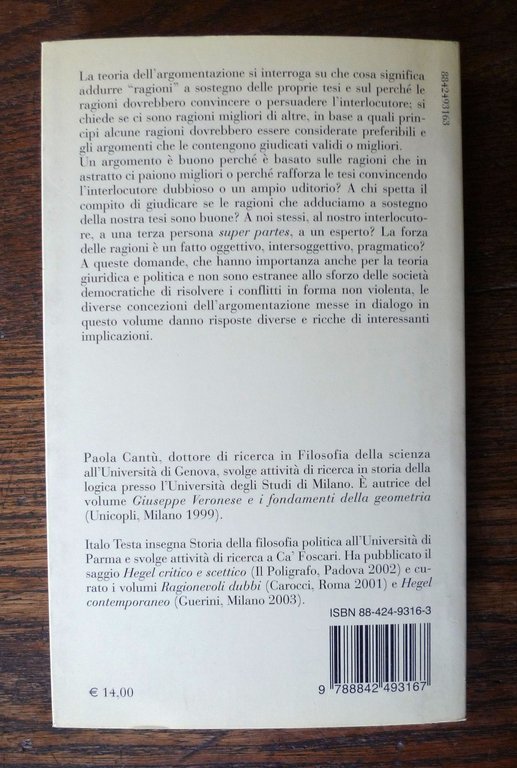 8842493163
La teoria dell'argomentazione si interroga su che cosa significa
addurre “ragioni” a sostegno delle proprie tesi e sul perché le
ragioni dovrebbero convincere o persuadere l'interlocutore; si
chiede se ci sono ragioni migliori di altre, in base a quali prin-
cipi alcune ragioni dovrebbero essere considerate preferibili e
gli argomenti che le contengono giudicati validi o migliori.
Un argomento è buono perché è basato sulle ragioni che in
astratto ci paiono migliori o perché rafforza le tesi convincendo
l'interlocutore dubbioso o un ampio uditorio? A chi spetta il
compito di giudicare se le ragioni che adduciamo a sostegno
della nostra tesi sono buone? A noi stessi, al nostro interlocuto-
re, a una terza persona super partes, a un esperto? La forza
delle ragioni è un fatto oggettivo, intersoggettivo, pragmatico?
A queste domande, che hanno importanza anche per la teoria
giuridica e politica e non sono estranee allo sforzo delle società
democratiche di risolvere i conflitti in forma non violenta, le
diverse concezioni dell'argomentazione messe in dialogo in
questo volume danno risposte diverse e ricche di interessanti
implicazioni.
Paola Cantù, dottore di ricerca in Filosofia della scienza
all'Università di Genova, svolge attività di ricerca in storia della
logica presso l'Università degli Studi di Milano. È autrice del
volume Giuseppe Veronese e i fondamenti della geometria
(Unicopli, Milano 1999).
Italo Testa insegna Storia della filosofia politica all'Università di
Parma e svolge attività di ricerca a Ca' Foscari. Ha pubblicato il
saggio Hegel critico e scettico (Il Poligrafo, Padova 2002) e cu-
rato i volumi Ragionevoli dubbi (Carocci, Roma 2001) e Hegel
contemporaneo (Guerini, Milano 2003).
ISBN 88-424-9316-3
€ 14,00
9 788842 493167